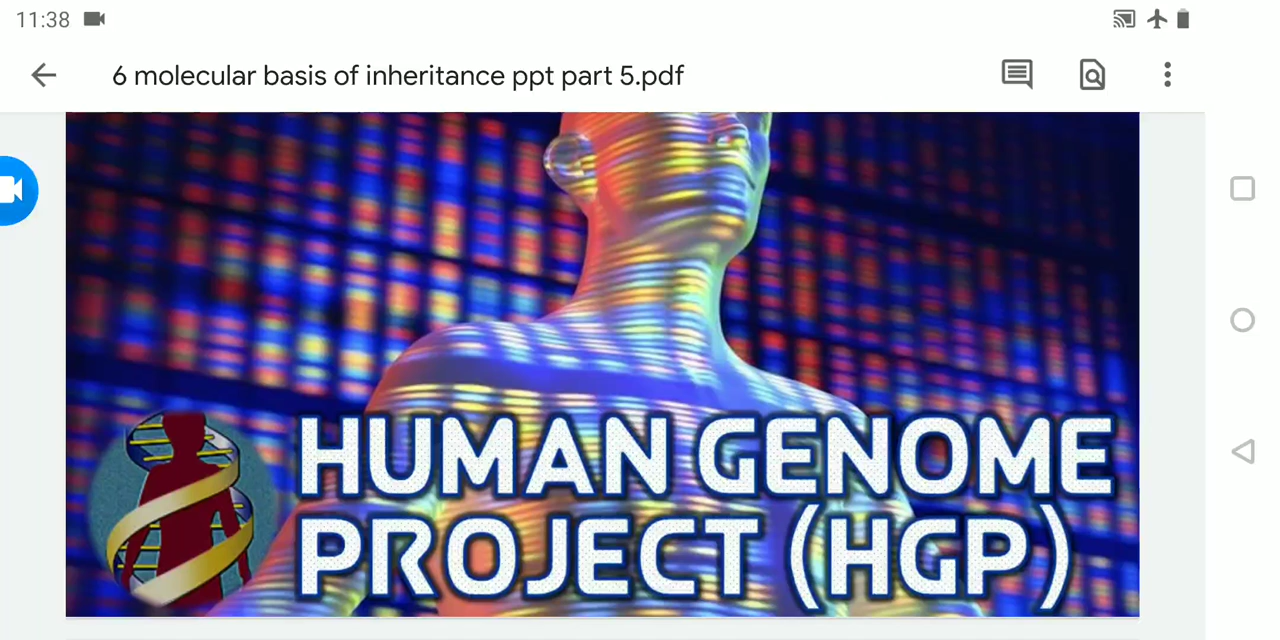 11:38
6 molecular basis of inheritance ppt part 5.pdf
HUMAN GENOME
PROJECT (HGP)